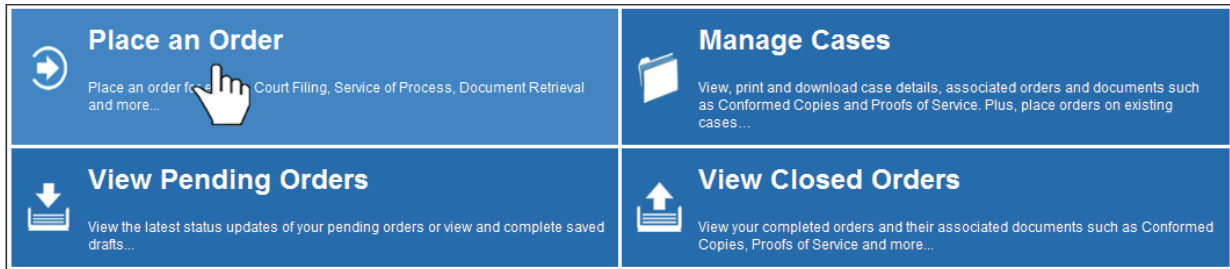 Place an Order
Place an order for Court Filing, Service of Process, Document Retrieval
and more...
Manage Cases
View, print and download case details, associated orders and documents such
as Conformed Copies and Proofs of Service. Plus, place orders on existing
cases...
View Pending Orders
View the latest status updates of your pending orders or view and complete saved
drafts...
View Closed Orders
View your completed orders and their associated documents such as Conformed
Copies, Proofs of Service and more...